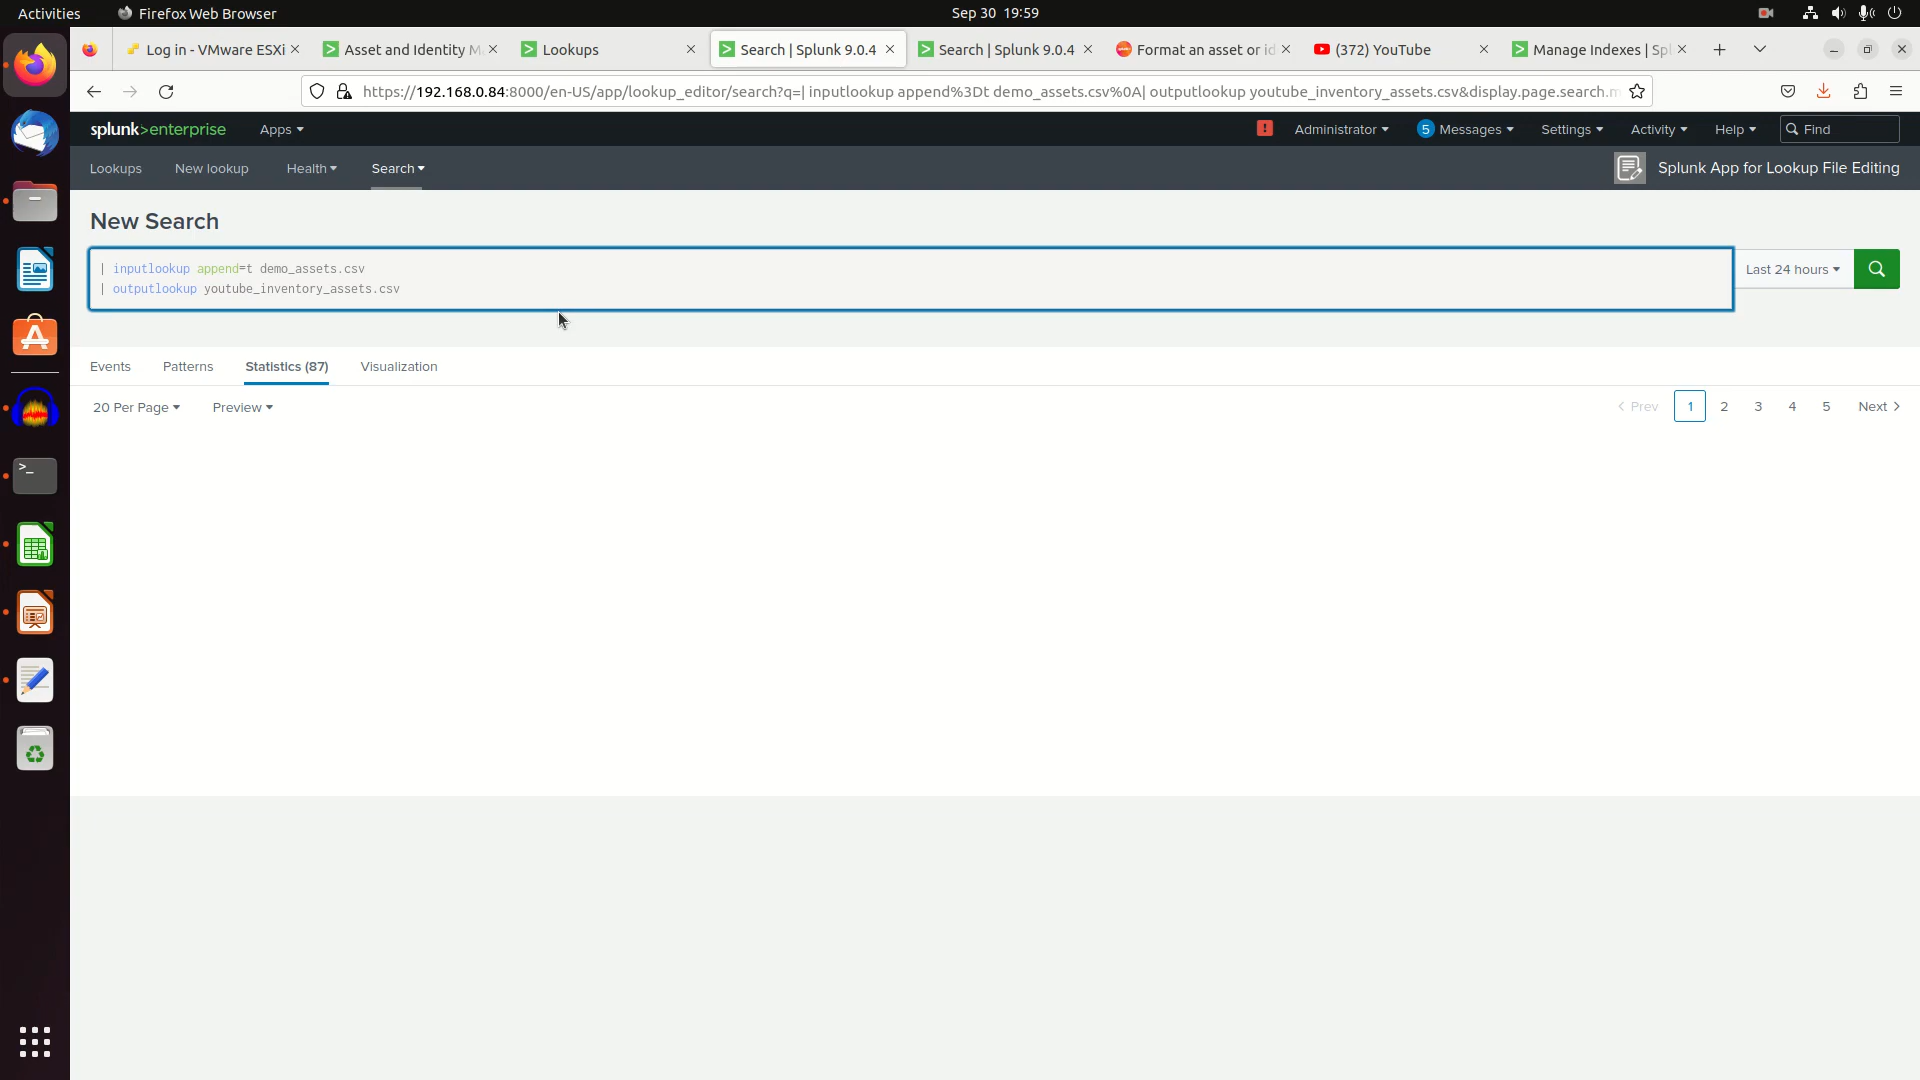 Activities
Firefox Web Browser
Sep 30 19:59
Log in - VMware ESXi
Asset and Identity M
Lookups
Search | Splunk 9.0.4
Search | Splunk 9.0.4
Format an asset or id
(372) YouTube
Manage Indexes | Spl
https://192.168.0.84:8000/en-US/app/lookup_editor/search?q=| inputlookup append%3Dt demo_assets.csv%0A| outputlookup youtube_inventory_assets.csv&display.page.search.m
splunk>enterprise
Apps
Administrator
5 Messages
Settings
Activity
Help
Find
Lookups
New lookup
Health
Search
Splunk App for Lookup File Editing
New Search
| inputlookup append=t demo_assets.csv
| outputlookup youtube_inventory_assets.csv
Last 24 hours
Events
Patterns
Statistics (87)
Visualization
20 Per Page
Preview
< Prev
1
2
3
4
5
Next >